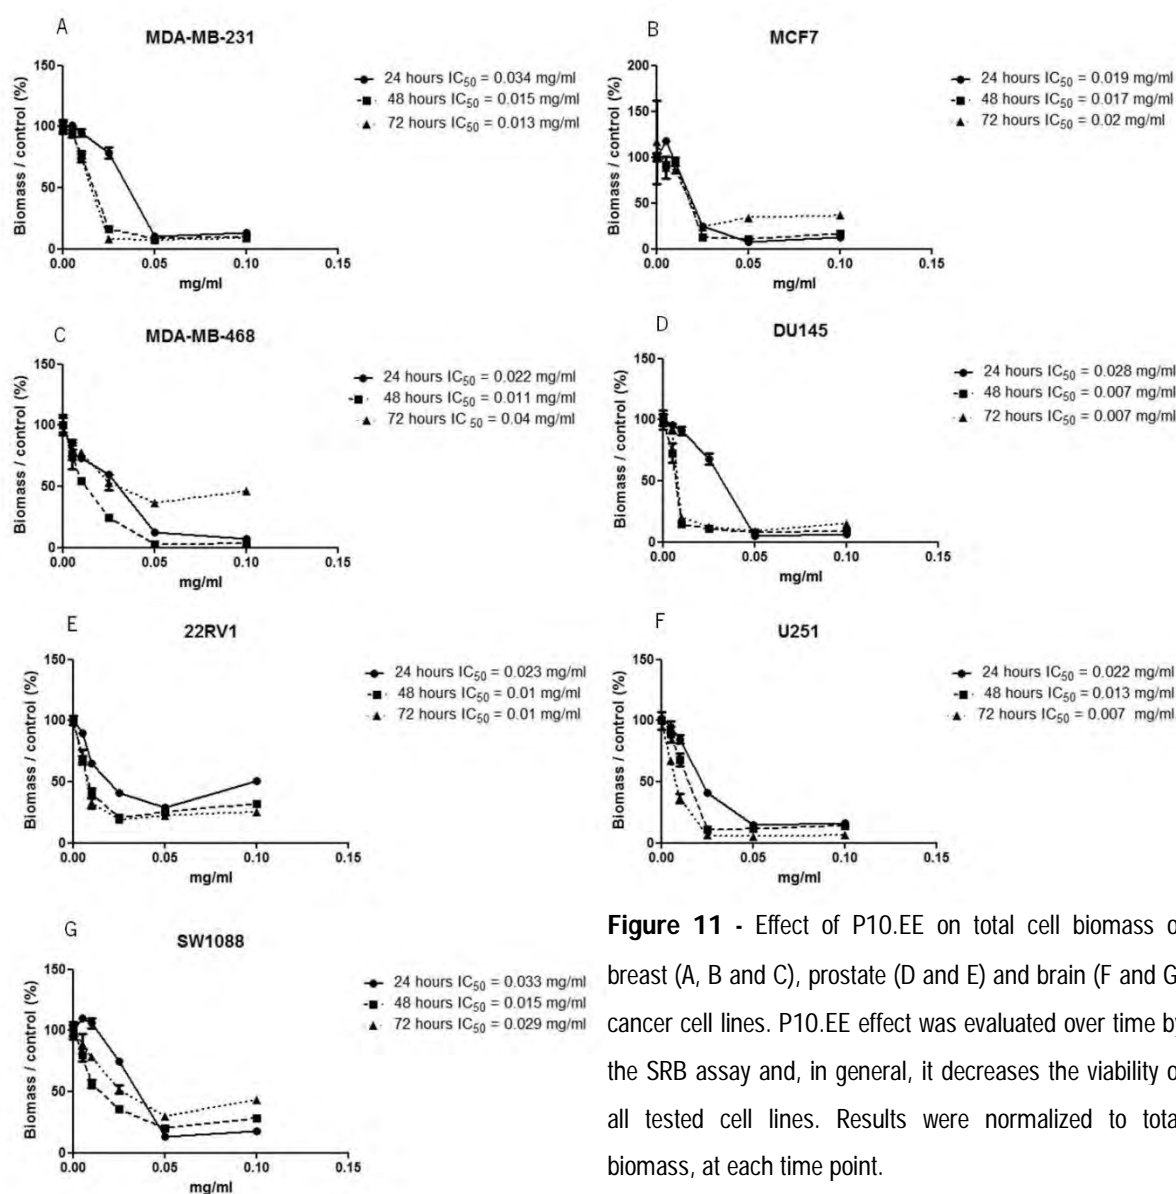 A
MDA-MB-231
Biomass / control (%)
150
100
50
0
0.00 0.05 0.10 0.15
mg/ml
24 hours IC50 = 0.034 mg/ml
48 hours IC50 = 0.015 mg/ml
72 hours IC50 = 0.013 mg/ml
B
MCF7
Biomass / control (%)
200
150
100
50
0
0.00 0.05 0.10 0.15
mg/ml
24 hours IC50 = 0.019 mg/ml
48 hours IC50 = 0.017 mg/ml
72 hours IC50 = 0.02 mg/ml
C
MDA-MB-468
Biomass / control (%)
150
100
50
0
0.00 0.05 0.10 0.15
mg/ml
24 hours IC50 = 0.022 mg/ml
48 hours IC50 = 0.011 mg/ml
72 hours IC 50 = 0.04 mg/ml
D
DU145
Biomass / control (%)
150
100
50
0
0.00 0.05 0.10 0.15
mg/ml
24 hours IC50 = 0.028 mg/ml
48 hours IC50 = 0.007 mg/ml
72 hours IC50 = 0.007 mg/ml
E
22RV1
Biomass / control (%)
150
100
50
0
0.00 0.05 0.10 0.15
mg/ml
24 hours IC50 = 0.023 mg/ml
48 hours IC50 = 0.01 mg/ml
72 hours IC50 = 0.01 mg/ml
F
U251
Biomass / control (%)
150
100
50
0
0.00 0.05 0.10 0.15
mg/ml
24 hours IC50 = 0.022 mg/ml
48 hours IC50 = 0.013 mg/ml
72 hours IC50 = 0.007 mg/ml
G
SW1088
Biomass / control (%)
150
100
50
0
0.00 0.05 0.10 0.15
mg/ml
24 hours IC50 = 0.033 mg/ml
48 hours IC50 = 0.015 mg/ml
72 hours IC50 = 0.029 mg/ml
Figure 11 - Effect of P10.EE on total cell biomass o
breast (A, B and C), prostate (D and E) and brain (F and G
cancer cell lines. P10.EE effect was evaluated over time by
the SRB assay and, in general, it decreases the viability o
all tested cell lines. Results were normalized to tota
biomass, at each time point.